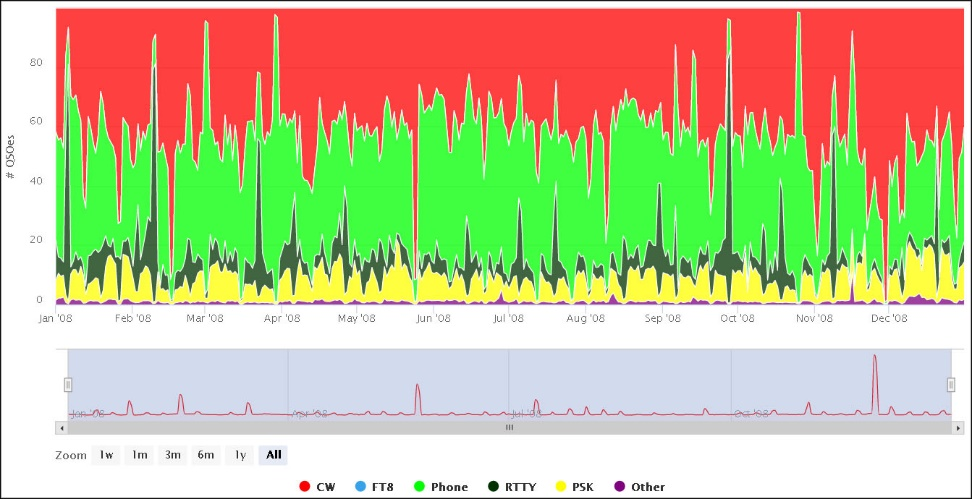 80
60
# QSOes
40
20
0
Jan '08 Feb '08 Mar '08 Apr '08 May '08 Jun '08 Jul '08 Aug '08 Sep '08 Oct '08 Nov '08 Dec '08
Jan '08 Apr '08 Jul '08 Oct '08
Zoom 1w 1m 3m 6m 1y All
CW FT8 Phone RTTY PSK Other